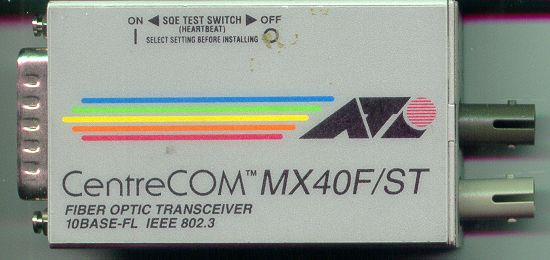 ON ◄ SQE TEST SWITCH ► OFF
(HEARTBEAT)
| SELECT SETTING BEFORE INSTALLING O
ATI
CentreCOM™ MX40F/ST
FIBER OPTIC TRANSCEIVER
10BASE-FL IEEE 802.3